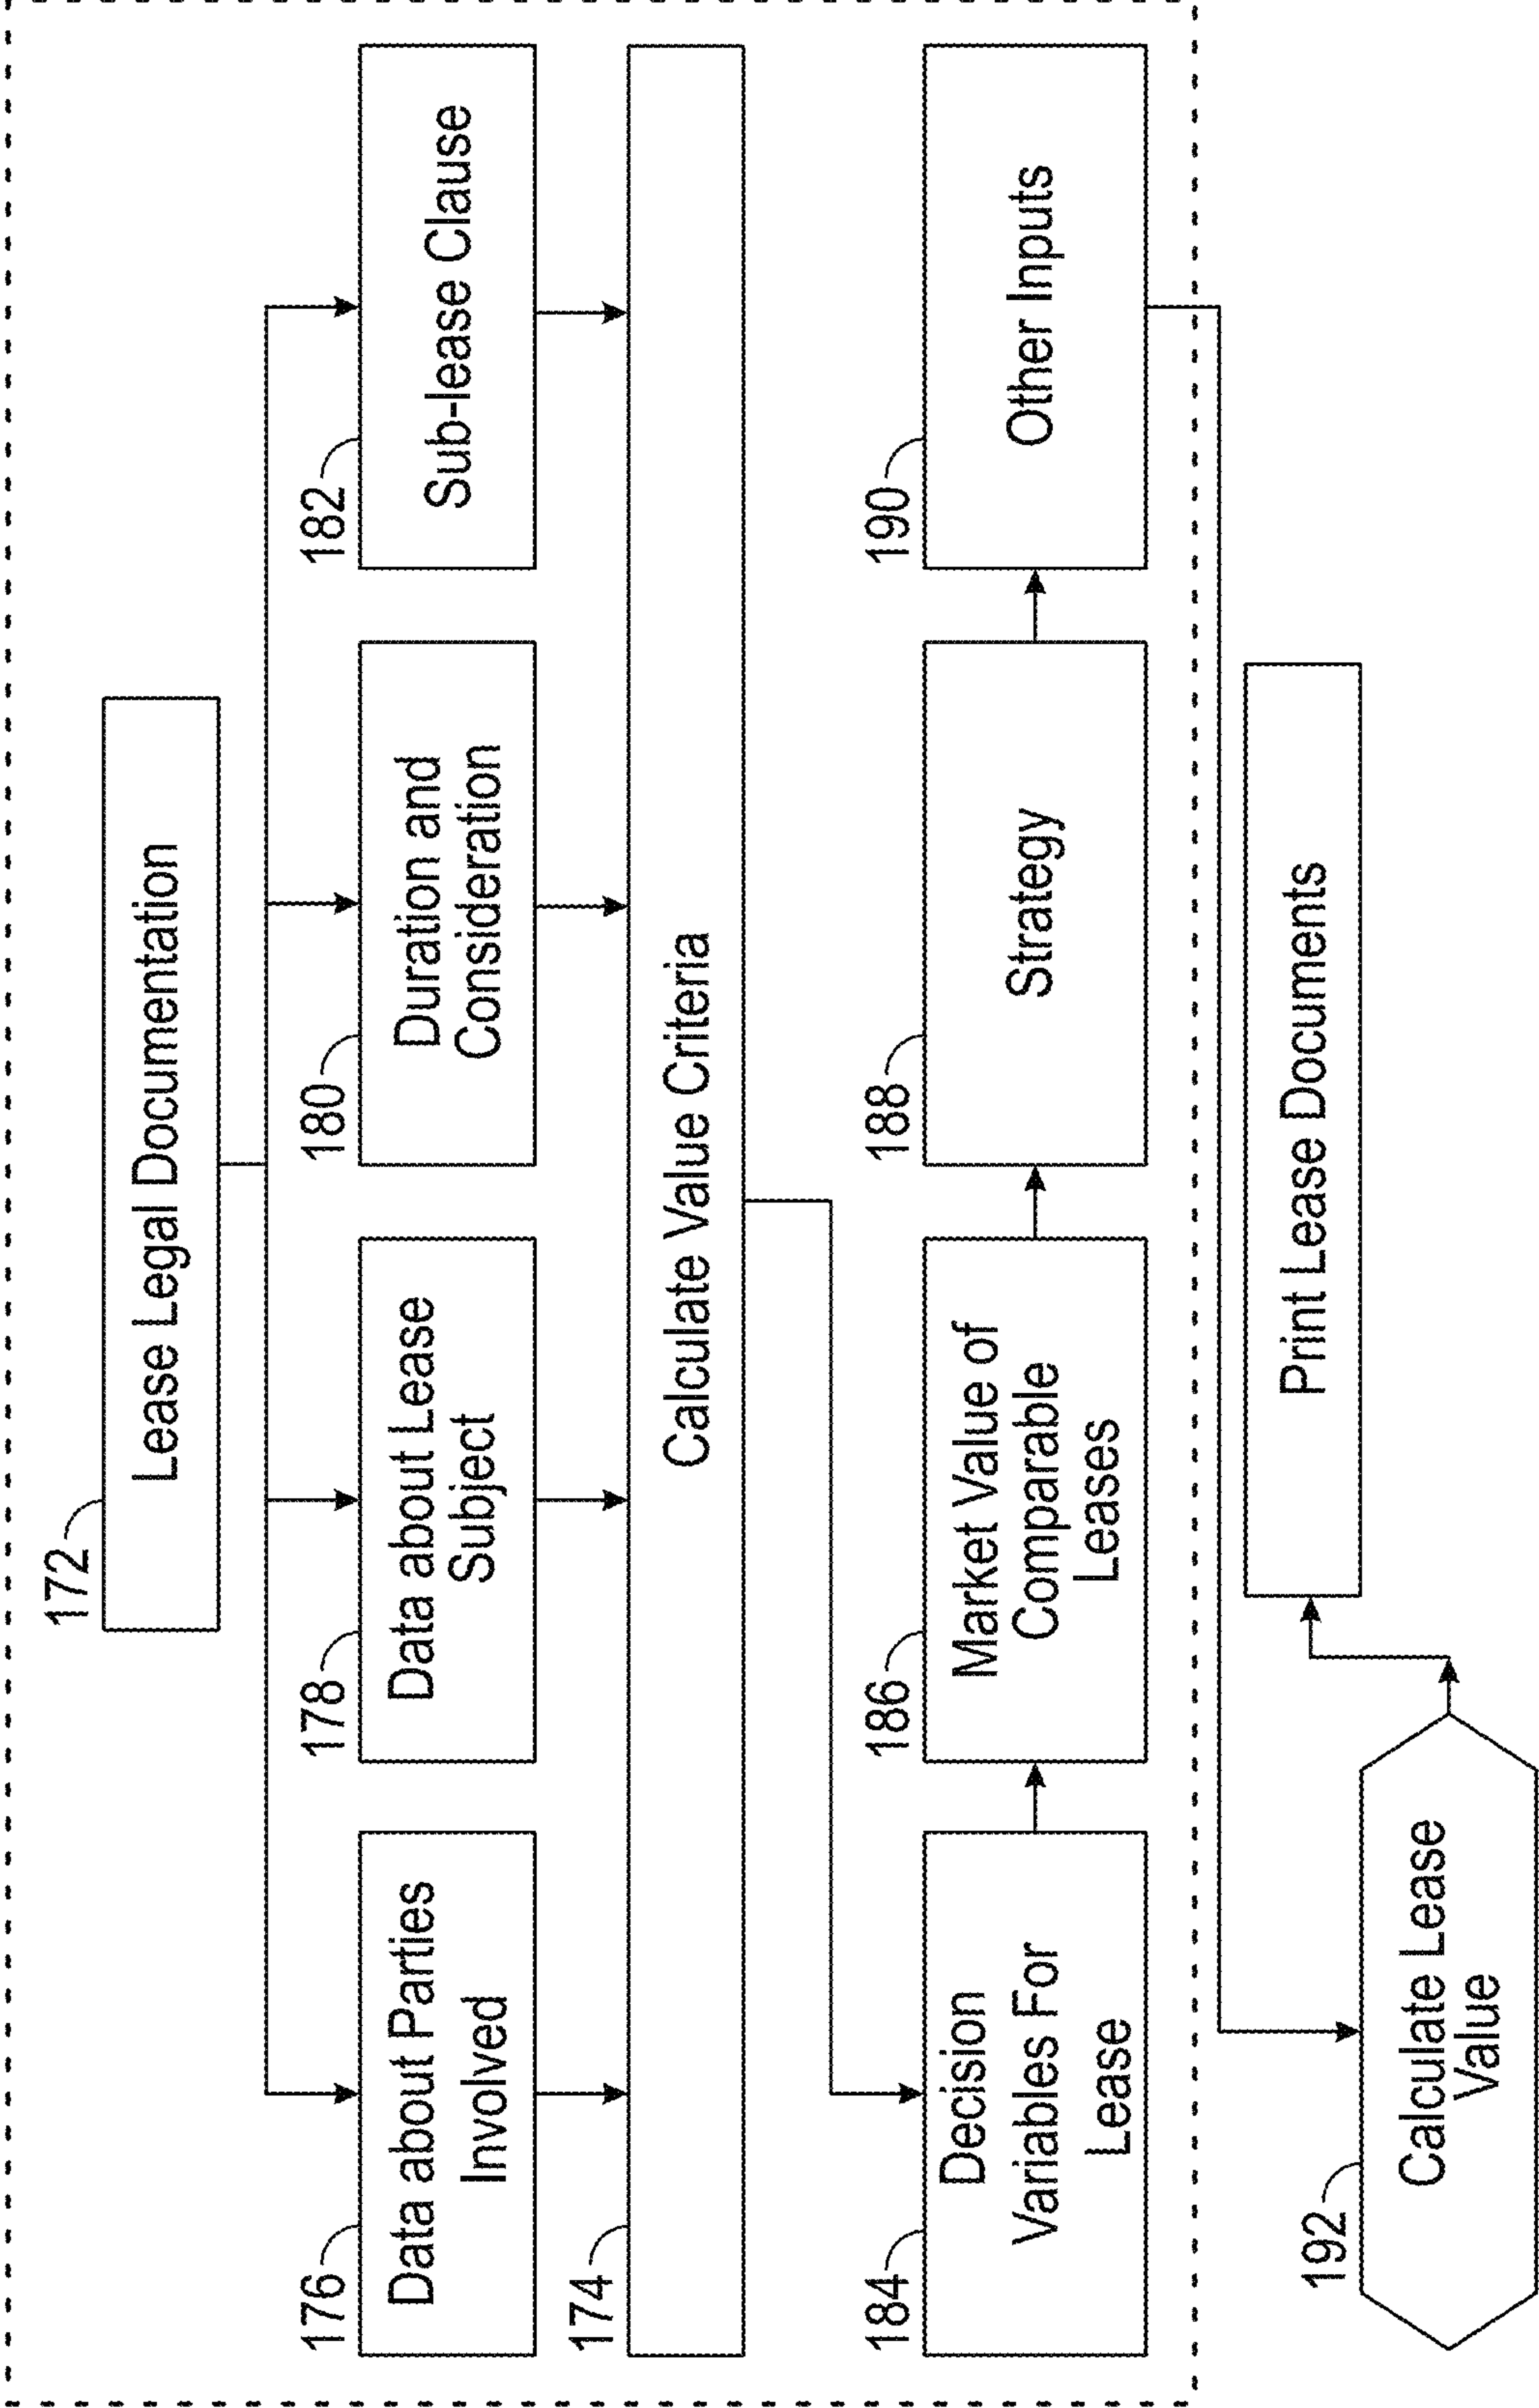 172
Lease Legal Documentation
176
Data about Parties
Involved
178
Data about Lease
Subject
180
Duration and
Consideration
182
Sub-lease Clause
174
Calculate Value Criteria
184
Decision
Variables For
Lease
186
Market Value of
Comparable
Leases
188
Strategy
190
Other Inputs
192
Calculate Lease
Value
Print Lease Documents